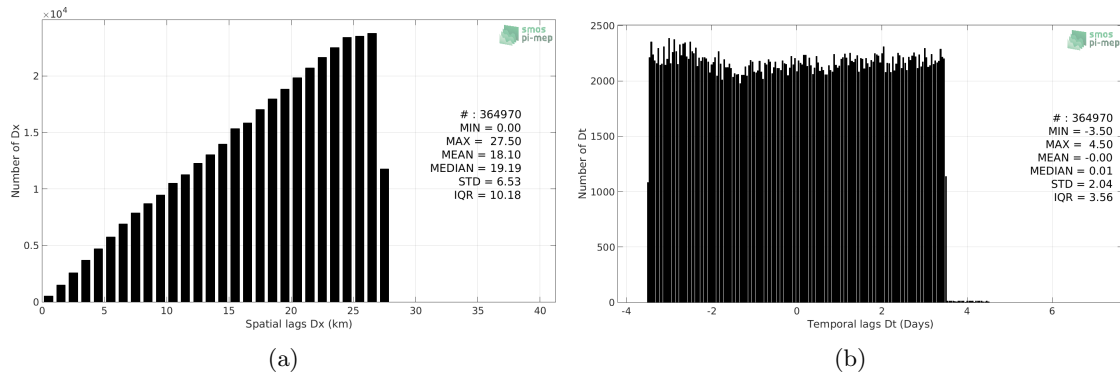 ×10⁴
2
1.5
1
0.5
0
0 5 10 15 20 25 30 35 40
Number of Dx
Spatial lags Dx (km)
smos
pi-mep
# : 364970
MIN = 0.00
MAX = 27.50
MEAN = 18.10
MEDIAN = 19.19
STD = 6.53
IQR = 10.18
(a)
2500
2000
1500
1000
500
0
-4 -2 0 2 4 6
Number of Dt
Temporal lags Dt (Days)
smos
pi-mep
# : 364970
MIN = -3.50
MAX = 4.50
MEAN = -0.00
MEDIAN = 0.01
STD = 2.04
IQR = 3.56
(b)